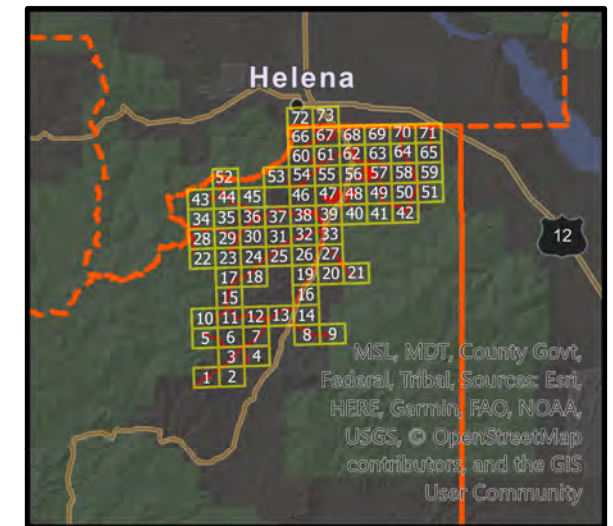 Helena
72 73
66 67 68 69 70 71
60 61 62 63 64 65
52 53 54 55 56 57 58 59
43 44 45 46 47 48 49 50 51
34 35 36 37 38 39 40 41 42
28 29 30 31 32 33
22 23 24 25 26 27
17 18 19 20 21
15 16
10 11 12 13 14
5 6 7 8 9
3 4
1 2
12
MSL, MDT, County Govt,
Federal, Tribal, Sources: Esri,
HERE, Garmin, FAO, NOAA,
USGS, © OpenStreetMap
contributors, and the GIS
User Community